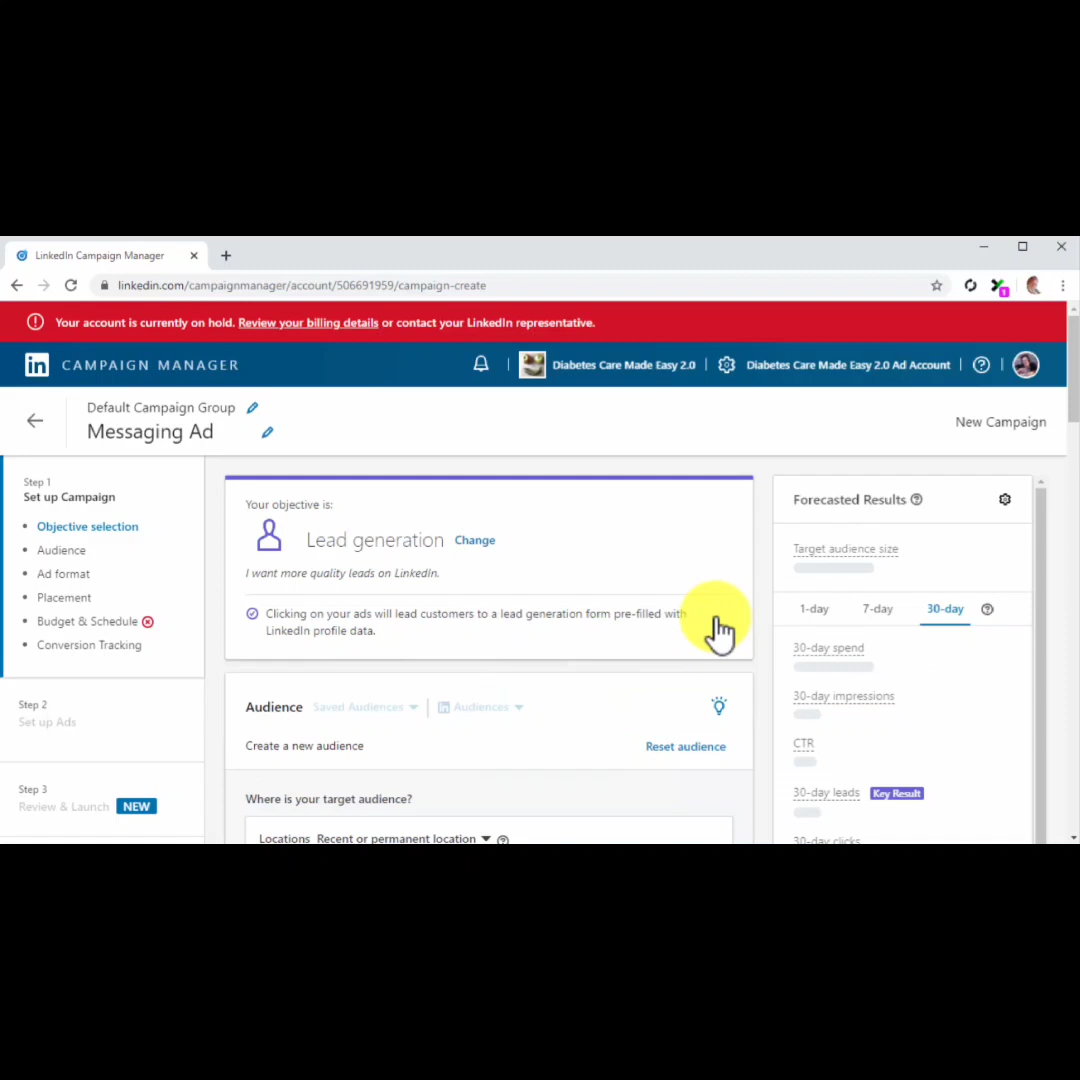 LinkedIn Campaign Manager
linkedin.com/campaignmanager/account/506691959/campaign-create
1
Your account is currently on hold. Review your billing details or contact your LinkedIn representative.
in CAMPAIGN MANAGER
Diabetes Care Made Easy 2.0
Diabetes Care Made Easy 2.0 Ad Account
Default Campaign Group
Messaging Ad
New Campaign
Step 1
Set up Campaign
Objective selection
Audience
Ad format
Placement
Budget & Schedule
Conversion Tracking
Step 2
Set up Ads
Step 3
Review & Launch NEW
Your objective is:
Lead generation Change
I want more quality leads on LinkedIn.
Clicking on your ads will lead customers to a lead generation form pre-filled with
LinkedIn profile data.
Audience Saved Audiences Audiences
Create a new audience Reset audience
Where is your target audience?
Locations Recent or permanent location
Forecasted Results
Target audience size
1-day 7-day 30-day
30-day spend
30-day impressions
CTR
30-day leads Key Result
30-day clicks